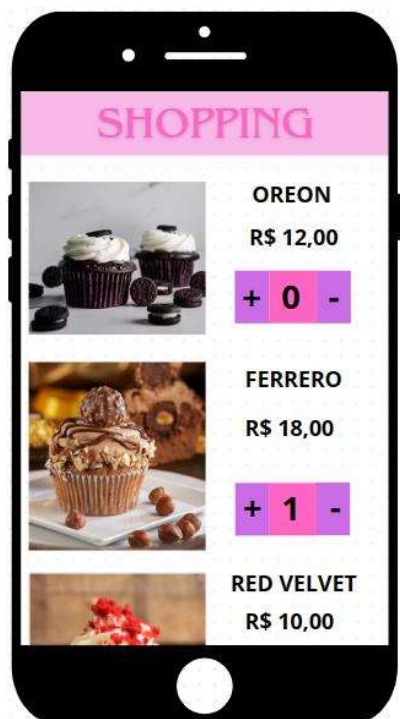 SHOPPING
OREON
R$ 12,00
+ 0 -
FERRERO
R$ 18,00
+ 1 -
RED VELVET
R$ 10,00